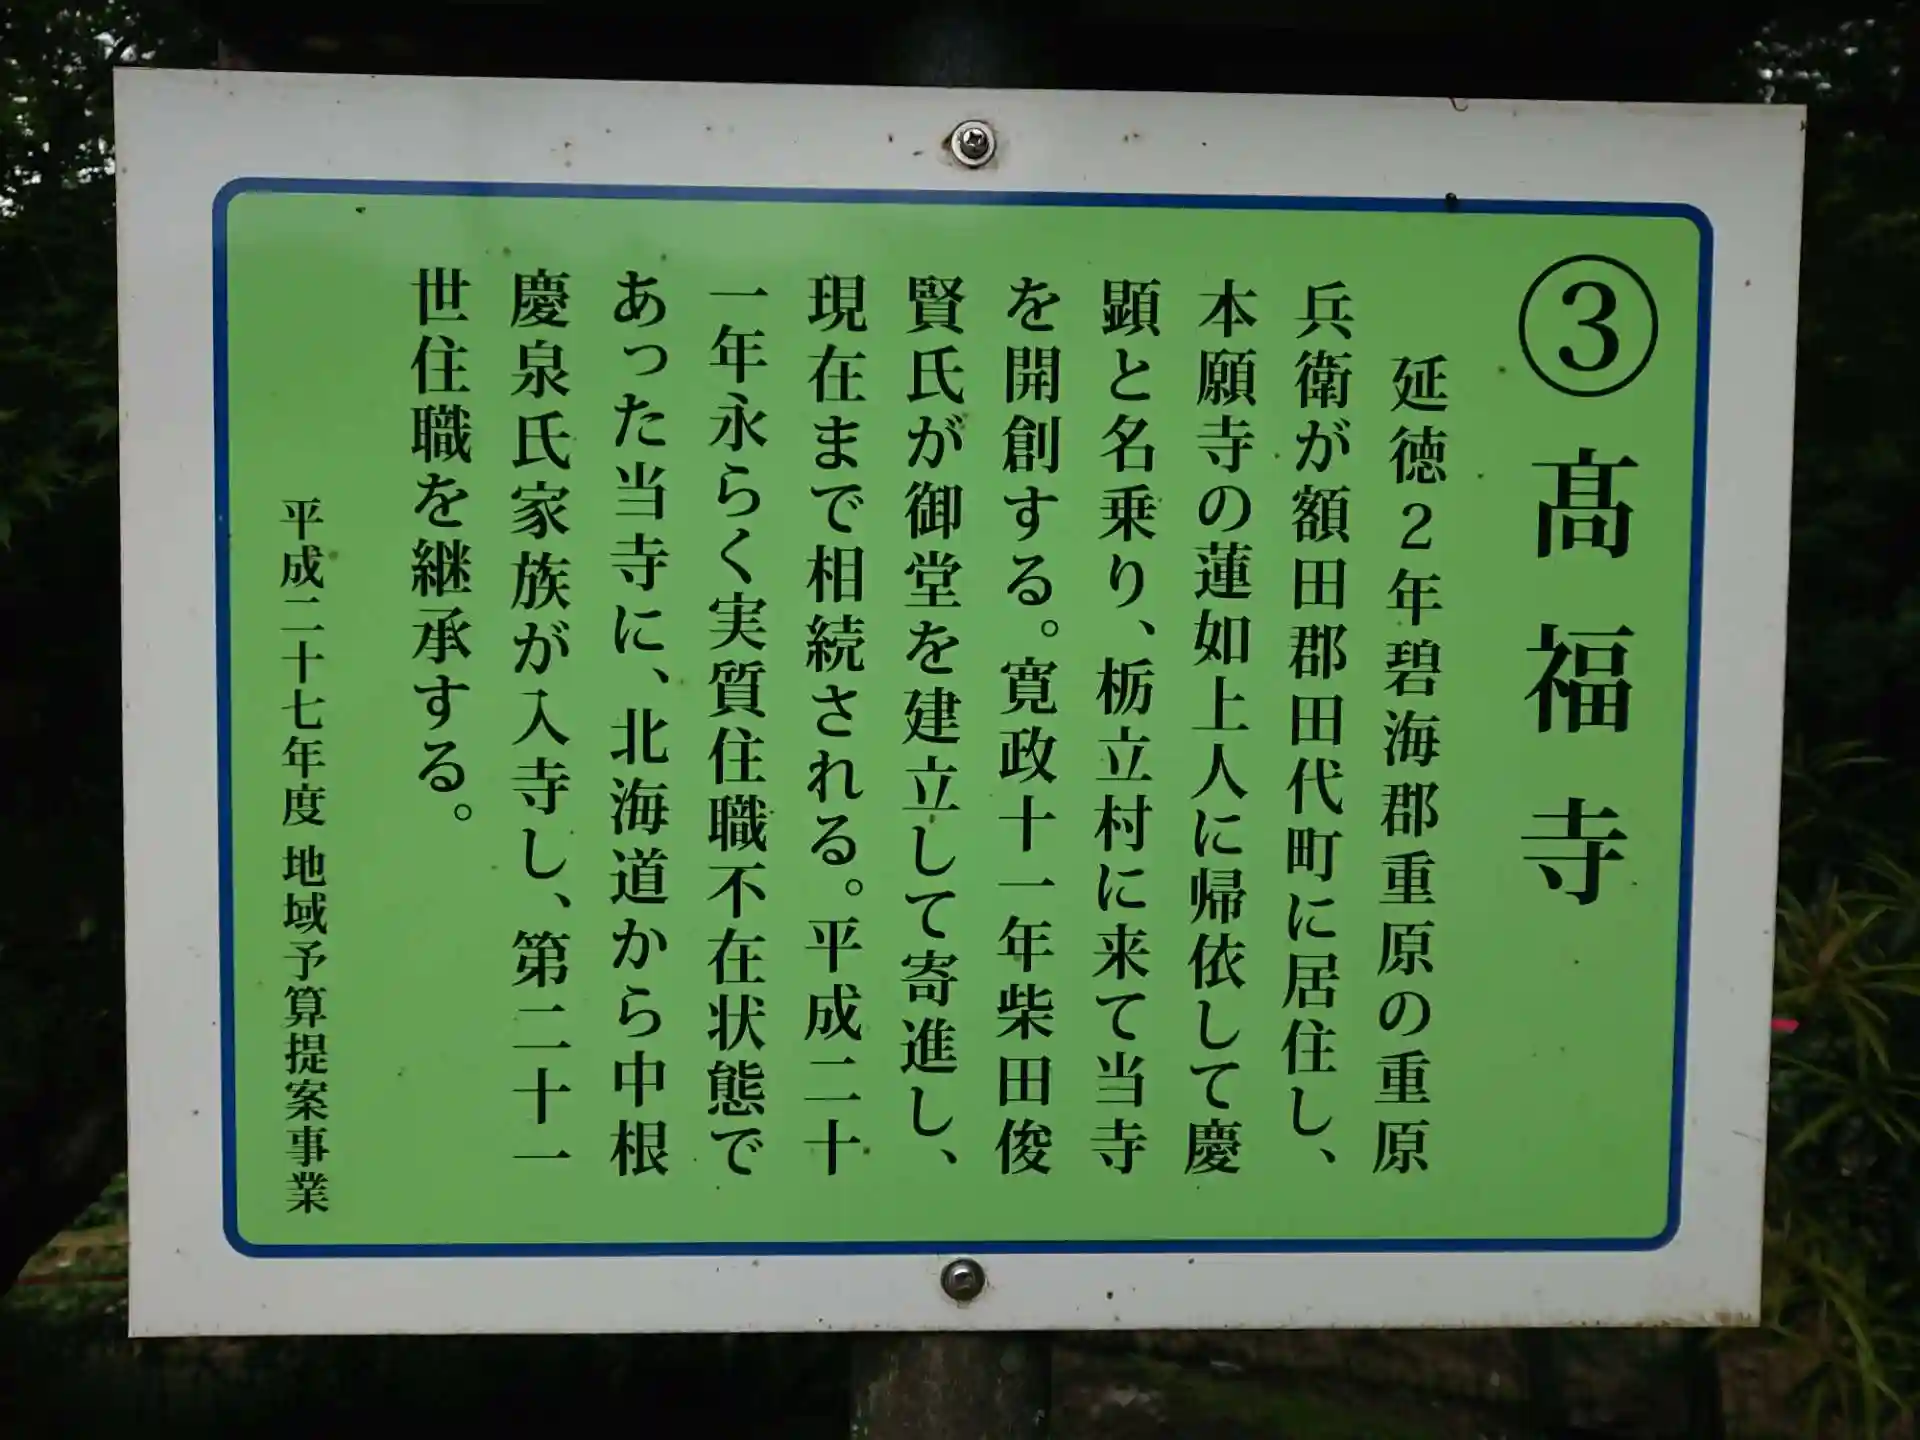 ③髙福寺
延徳2年碧海郡重原の重原
兵衛が額田郡田代町に居住し、
本願寺の蓮如上人に帰依して慶
顕と名乗り、栃立村に来て当寺
を開創する。寛政十一年柴田俊
賢氏が御堂を建立して寄進し、
現在まで相続される。平成二十
一年永らく実質住職不在状態で
あった当寺に、北海道から中根
慶泉氏家族が入寺し、第二十一
世住職を継承する。
平成二十七年度 地域予算提案事業